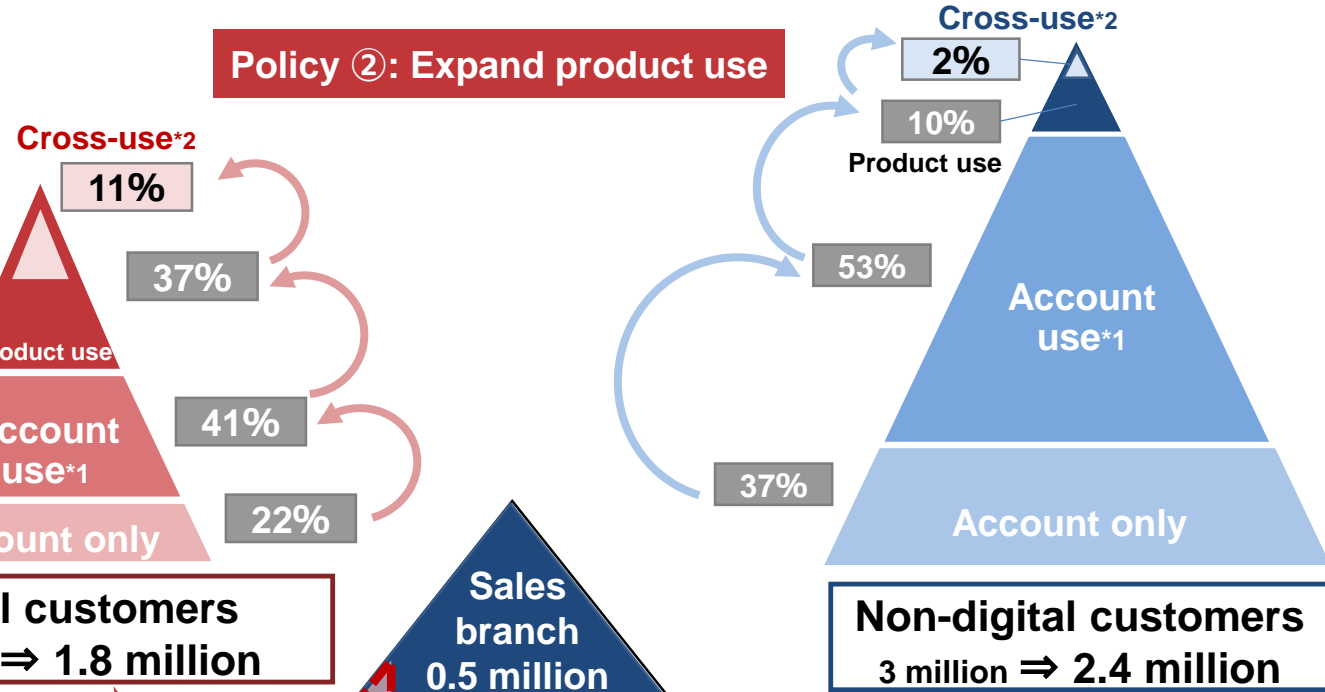 Policy ②: Expand product use
Cross-use*2
11%
37%
oduct use
41%
ccount
use*1
22%
ount only
l customers
⇒ 1.8 million
Sales
branch
0.5 million
Cross-use*2
2%
10%
Product use
53%
Account
use*1
37%
Account only
Non-digital customers
3 million ⇒ 2.4 million